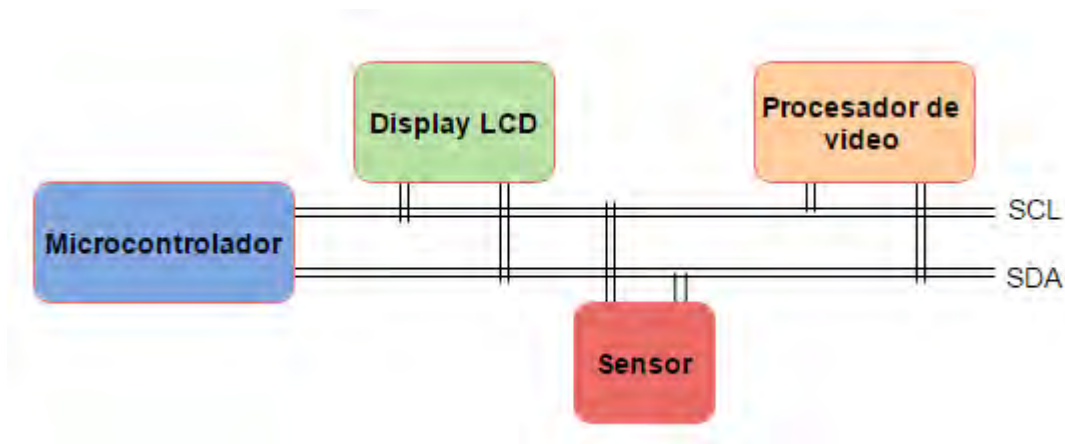 Display LCD
Procesador de
video
Microcontrolador
SCL
SDA
Sensor